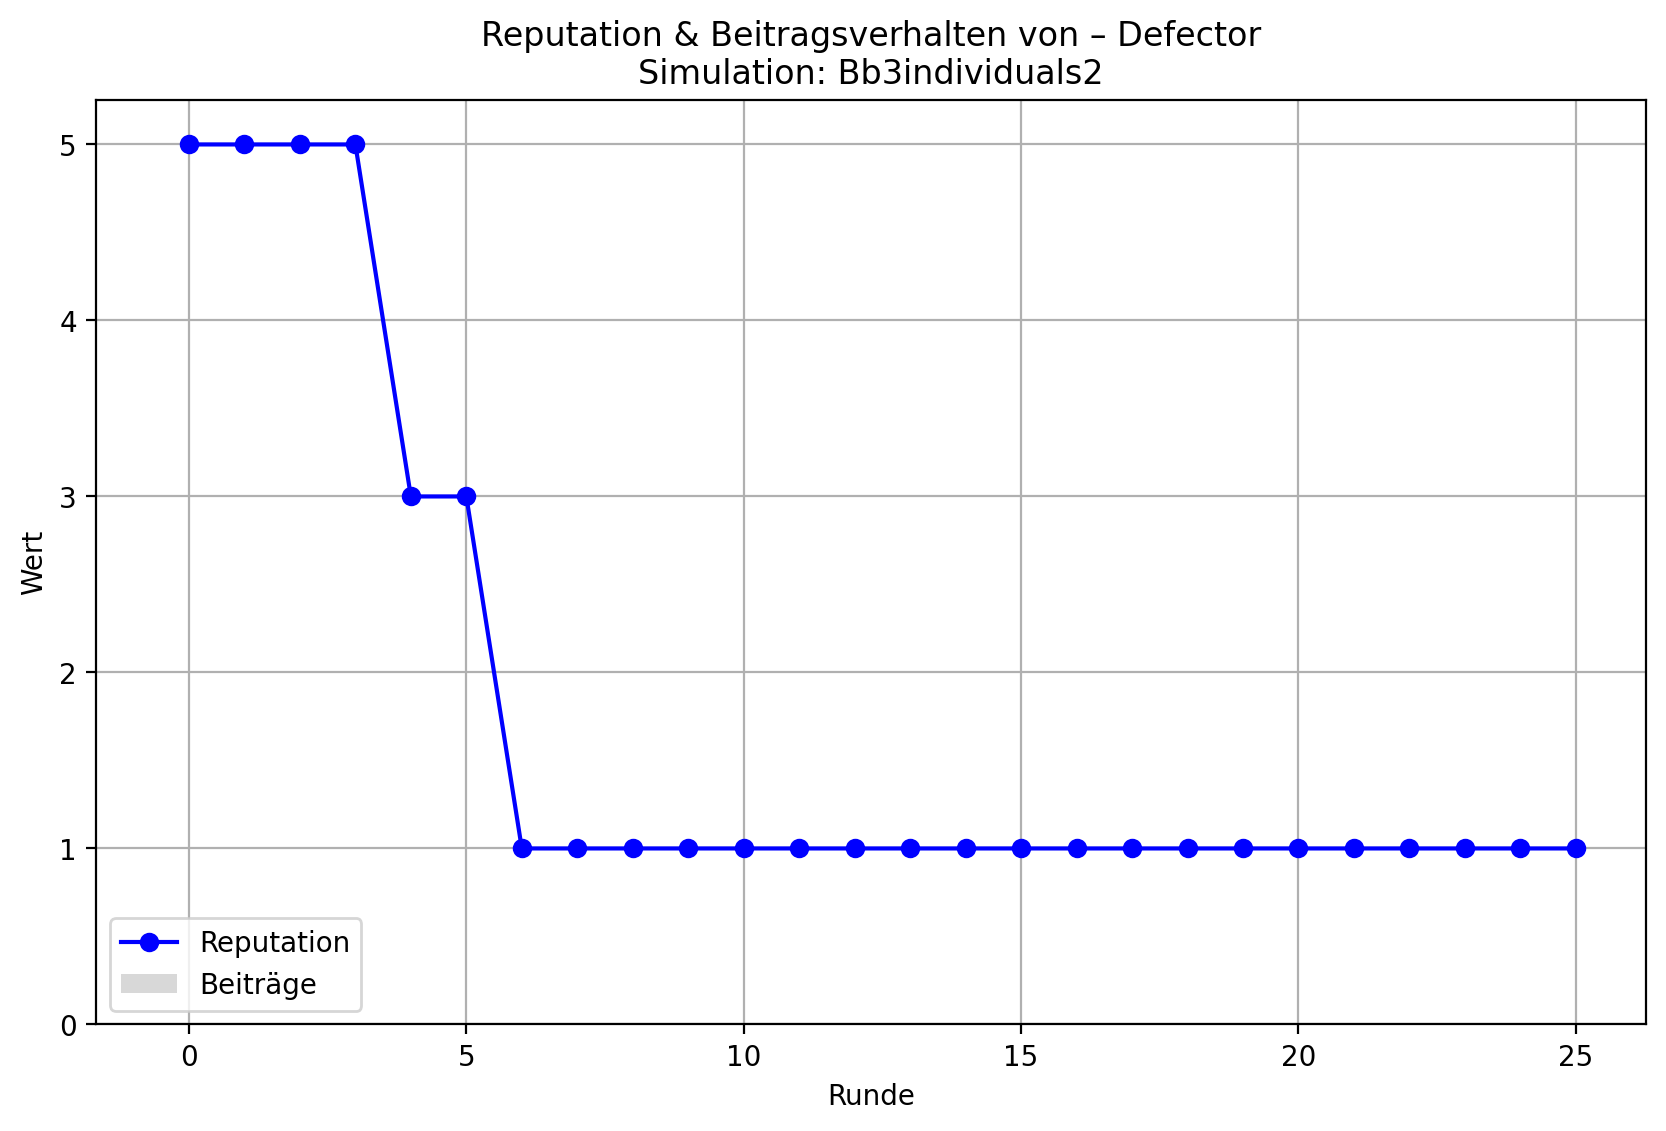 Reputation & Beitragsverhalten von – Defector
Simulation: Bb3individuals2
5
4
3
2
1
0
Wert
Reputation
Beiträge
0 5 10 15 20 25
Runde